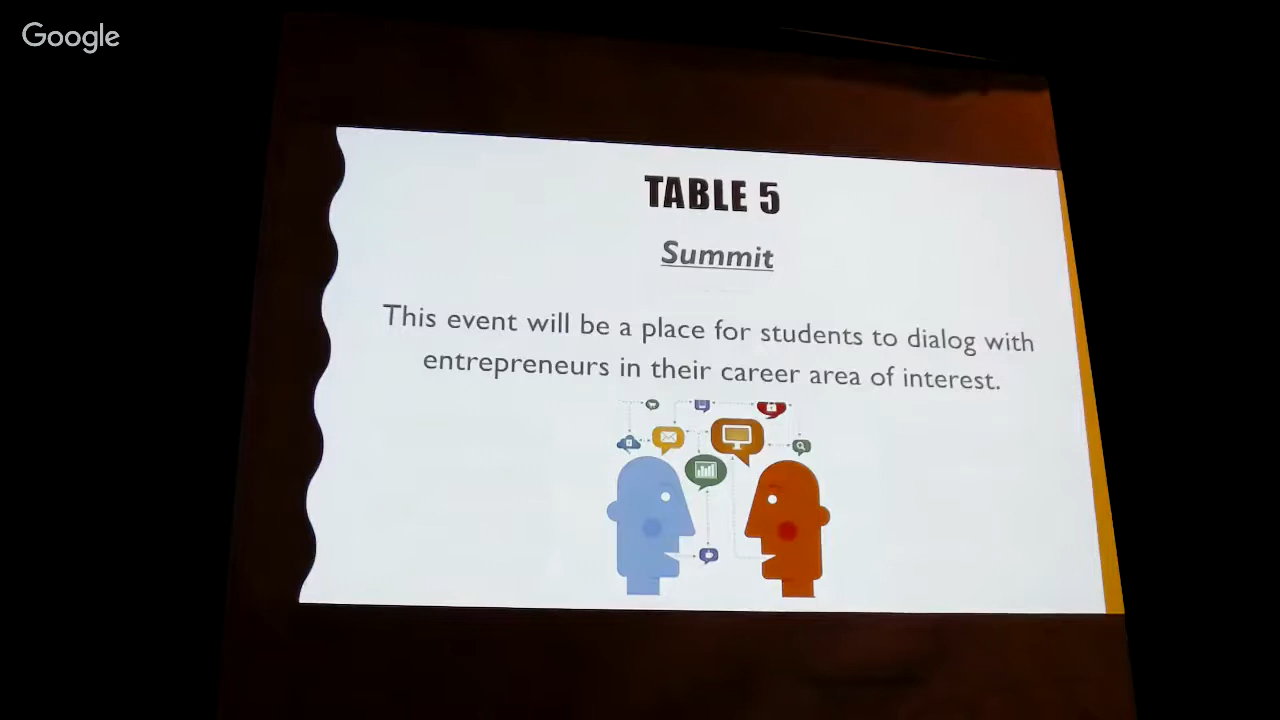 Google
TABLE 5
Summit
This event will be a place for students to dialog with
entrepreneurs in their career area of interest.